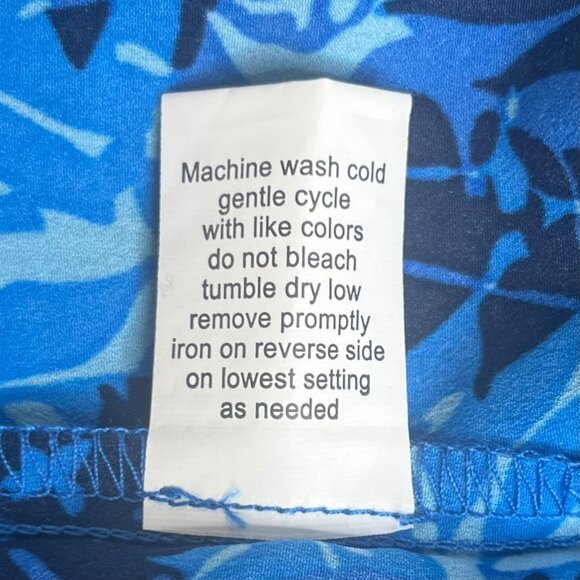 Machine wash cold
gentle cycle
with like colors
do not bleach
tumble dry low
remove promptly
iron on reverse side
on lowest setting
as needed